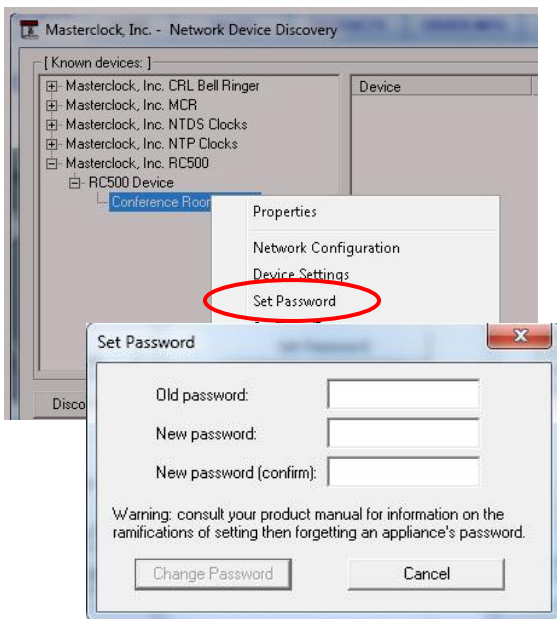 Masterclock, Inc. - Network Device Discovery
[ Known devices: ]
Masterclock, Inc. CRL Bell Ringer
Masterclock, Inc. MCR
Masterclock, Inc. NTDS Clocks
Masterclock, Inc. NTP Clocks
Masterclock, Inc. RC500
RC500 Device
Conference Roo
Device
Properties
Network Configuration
Device Settings
Set Password
Set Password
X
Old password:
New password:
New password (confirm):
Warning: consult your product manual for information on the
ramifications of setting then forgetting an appliance's password.
Change Password
Cancel
Disco